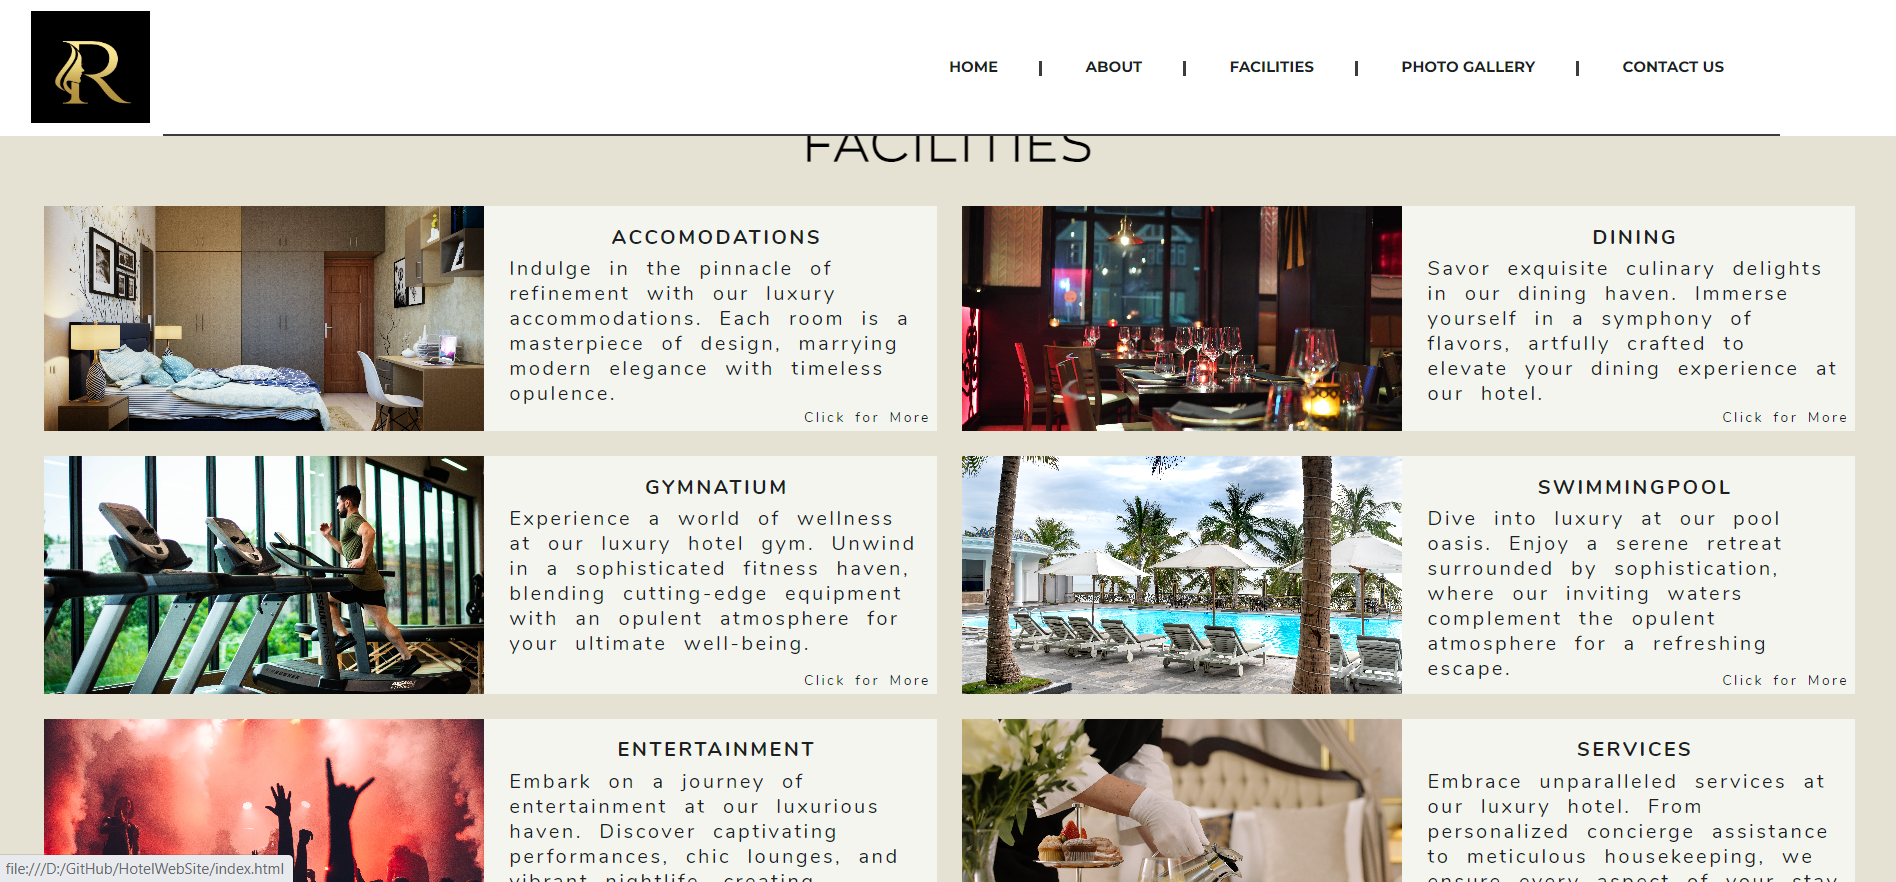 R
HOME | ABOUT | FACILITIES | PHOTO GALLERY | CONTACT US
FACILITIES
ACCOMODATIONS
Indulge in the pinnacle of
refinement with our luxury
accommodations. Each room is a
masterpiece of design, marrying
modern elegance with timeless
opulence.
Click for More
DINING
Savor exquisite culinary delights
in our dining haven. Immerse
yourself in a symphony of
flavors, artfully crafted to
elevate your dining experience at
our hotel.
Click for More
GYMNATIUM
Experience a world of wellness
at our luxury hotel gym. Unwind
in a sophisticated fitness haven,
blending cutting-edge equipment
with an opulent atmosphere for
your ultimate well-being.
Click for More
SWIMMINGPOOL
Dive into luxury at our pool
oasis. Enjoy a serene retreat
surrounded by sophistication,
where our inviting waters
complement the opulent
atmosphere for a refreshing
escape.
Click for More
ENTERTAINMENT
Embark on a journey of
entertainment at our luxurious
haven. Discover captivating
performances, chic lounges, and
vibrant nightlife, creating
SERVICES
Embrace unparalleled services at
our luxury hotel. From
personalized concierge assistance
to meticulous housekeeping, we
ensure every aspect of your stay
file:///D:/GitHub/HotelWebSite/index.html